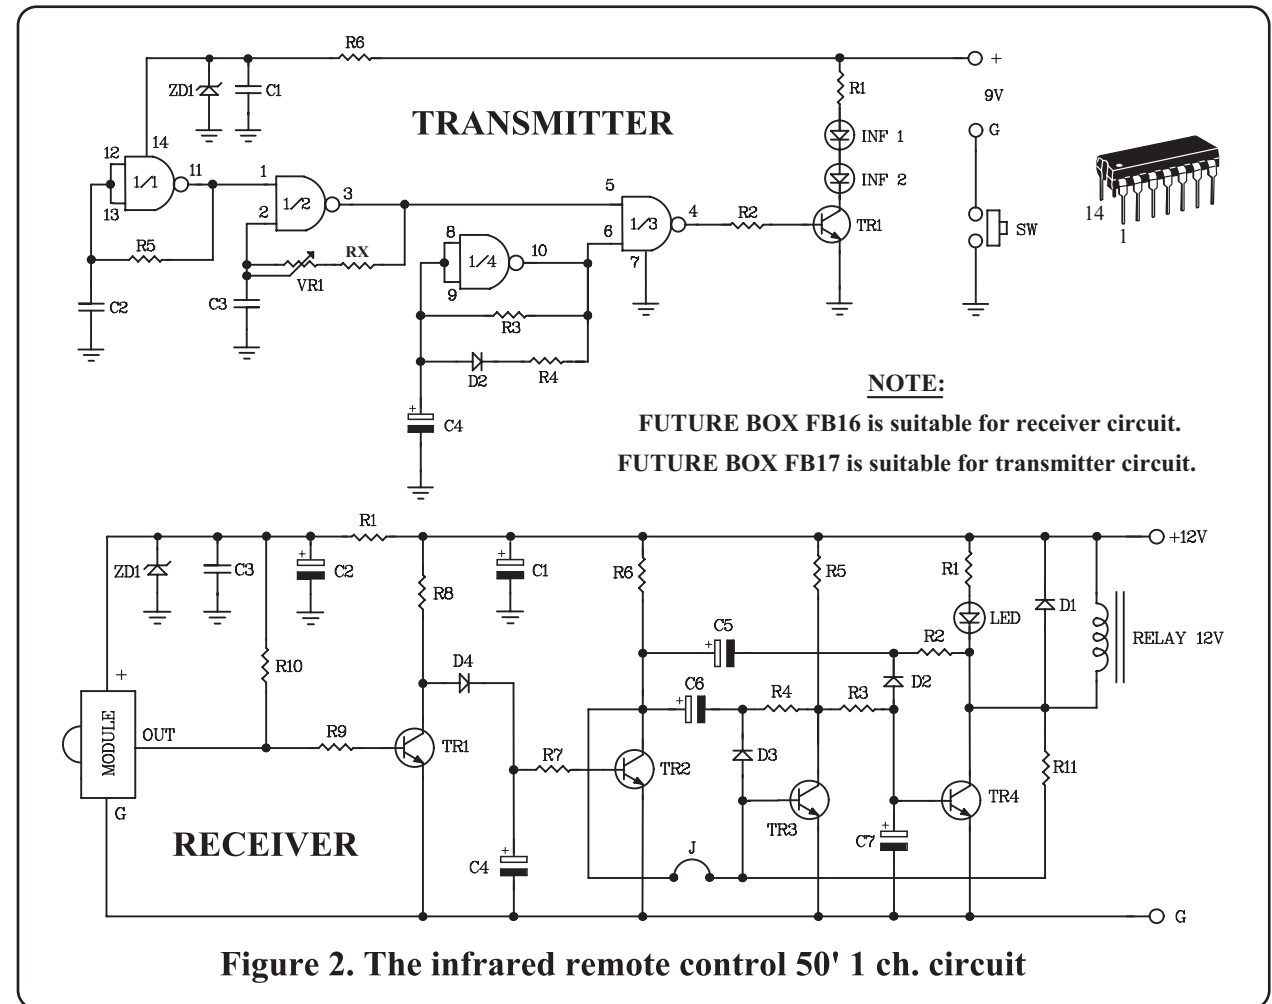 R6
+
ZD1
C1
R1
9V
TRANSMITTER
G
INF 1
14
12
11
1/1
13
1
2
1/2
3
5
6
1/3
4
7
INF 2
R2
TR1
SW
14
1
R5
RX
VR1
8
9
1/4
10
C2
C3
R3
D2
R4
C4
+
NOTE:
FUTURE BOX FB16 is suitable for receiver circuit.
FUTURE BOX FB17 is suitable for transmitter circuit.
R1
+12V
ZD1
C3
+
C2
R8
+
C1
R6
R5
R1
LED
D1
RELAY 12V
+
C5
R2
R10
D4
+
C6
R4
R3
D2
+
MODULE
OUT
G
R9
TR1
R7
TR2
D3
TR3
TR4
R11
RECEIVER
+
C4
J
+
C7
G
Figure 2. The infrared remote control 50' 1 ch. circuit